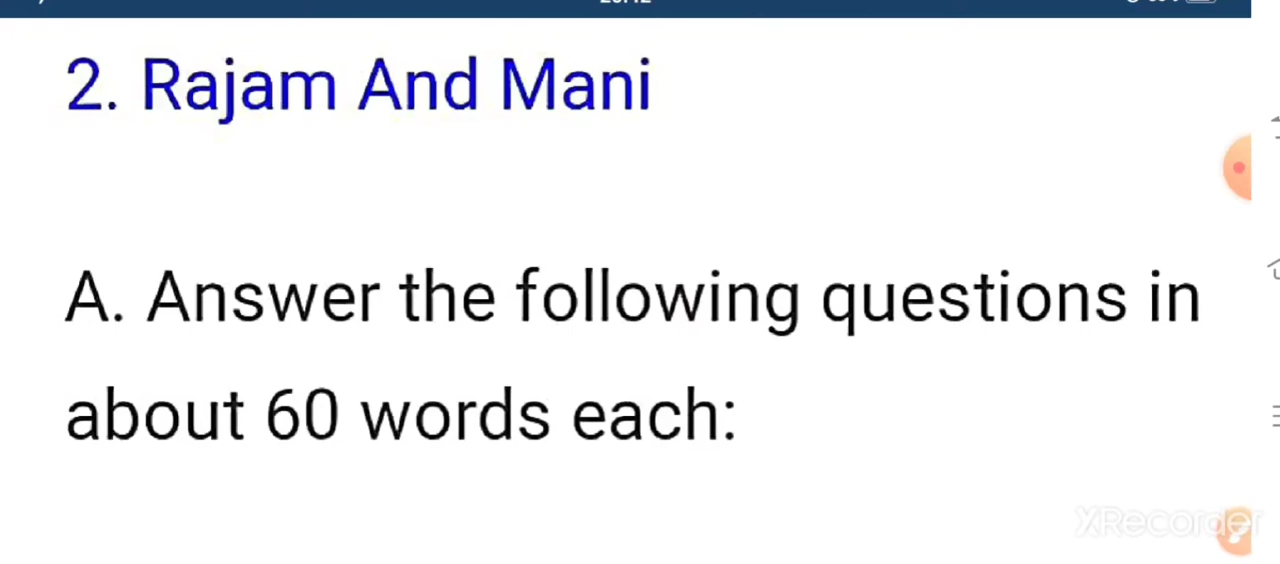 2. Rajam And Mani
A. Answer the following questions in
about 60 words each:
XRecorder